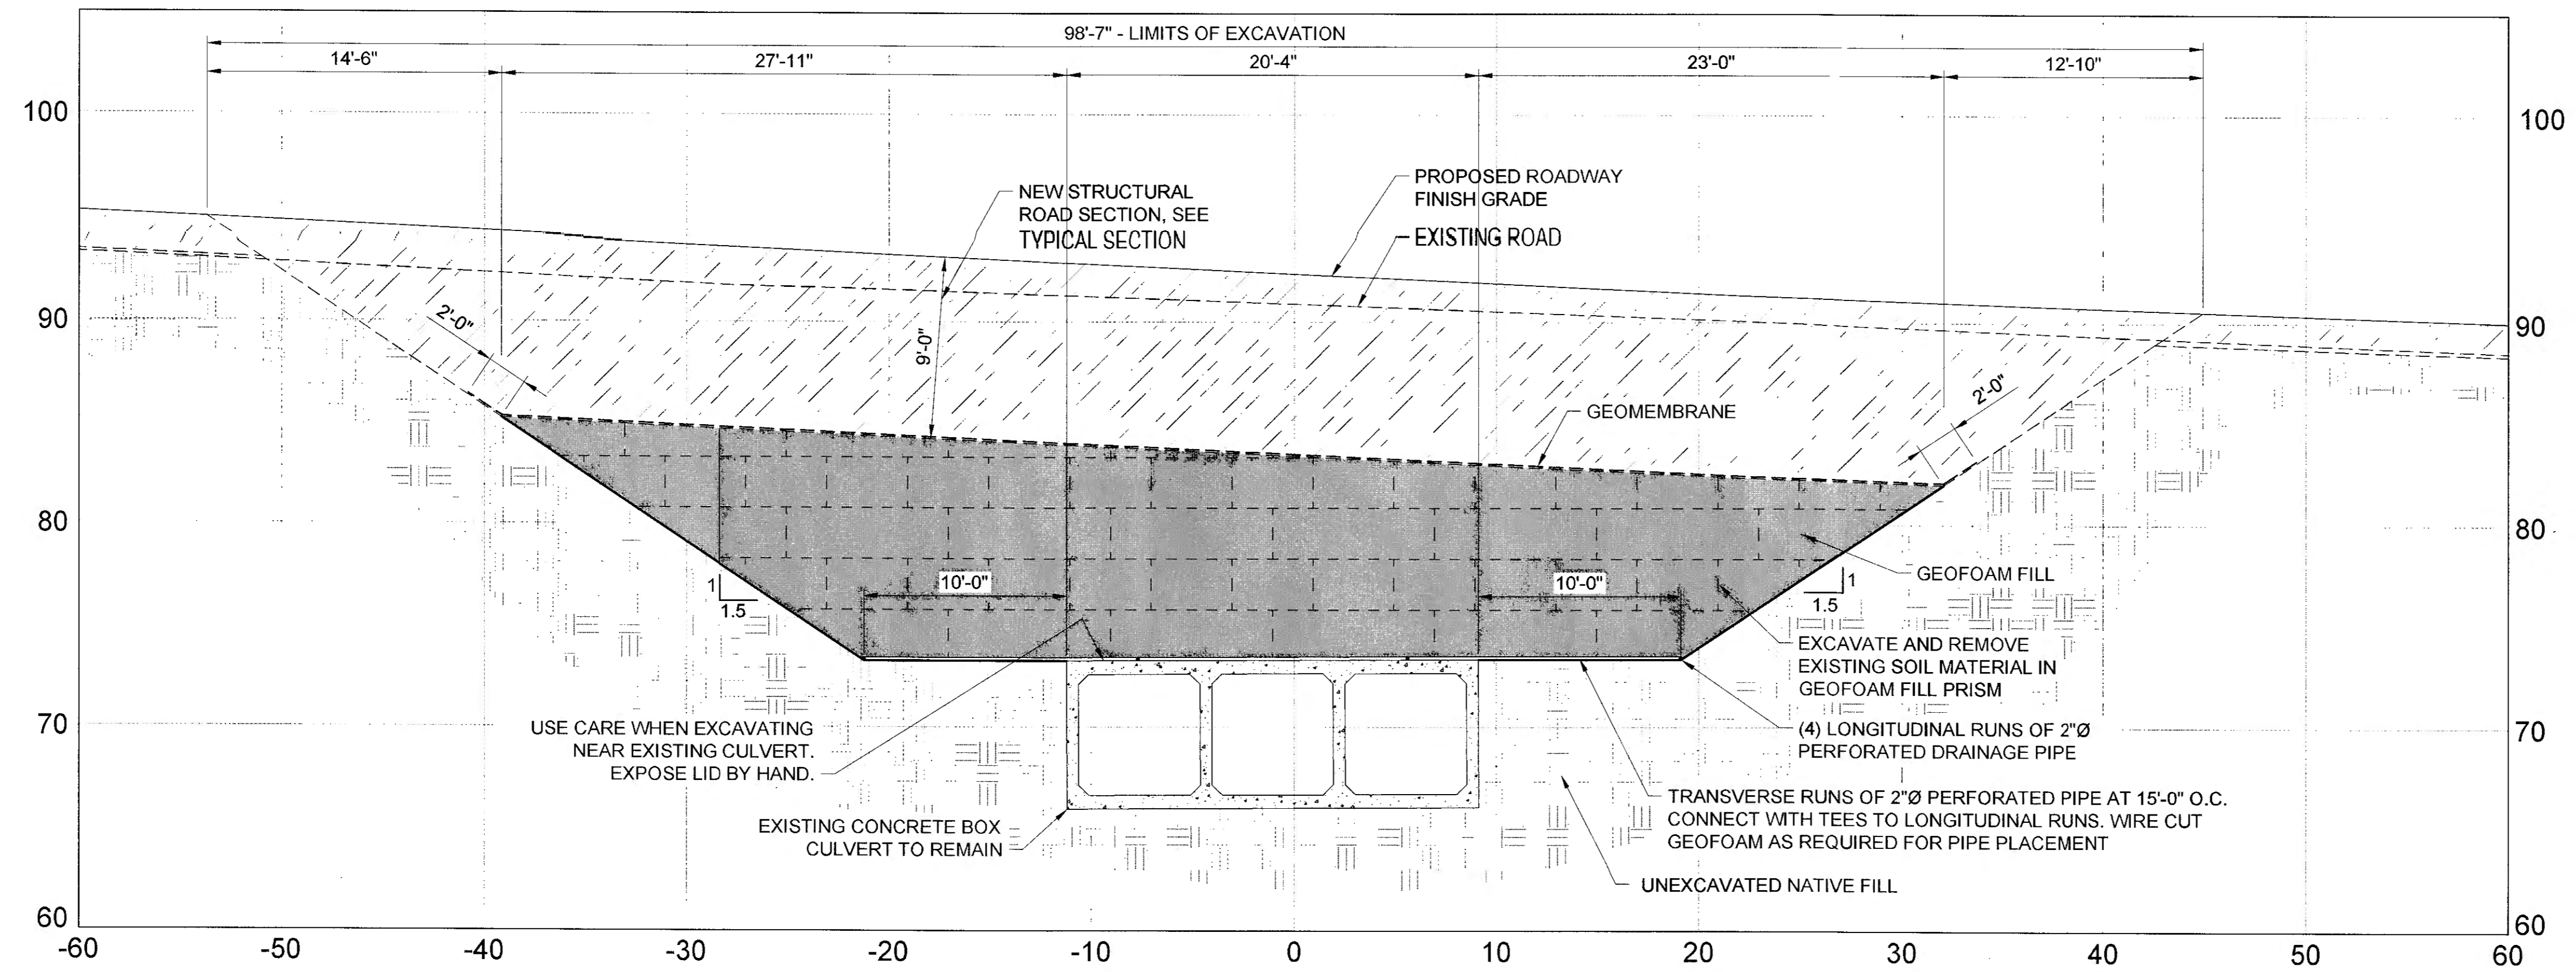 98'-7" - LIMITS OF EXCAVATION
14'-6" 27'-11" 20'-4" 23'-0" 12'-10"
100 100
PROPOSED ROADWAY
FINISH GRADE
NEW STRUCTURAL
ROAD SECTION, SEE
TYPICAL SECTION
EXISTING ROAD
90 90
2'-0"
9'-0"
2'-0"
GEOMEMBRANE
80 80
10'-0" 10'-0"
GEOFOAM FILL
1
1.5
1
1.5
EXCAVATE AND REMOVE
EXISTING SOIL MATERIAL IN
GEOFOAM FILL PRISM
70 70
USE CARE WHEN EXCAVATING
NEAR EXISTING CULVERT.
EXPOSE LID BY HAND.
(4) LONGITUDINAL RUNS OF 2"Ø
PERFORATED DRAINAGE PIPE
TRANSVERSE RUNS OF 2"Ø PERFORATED PIPE AT 15'-0" O.C.
CONNECT WITH TEES TO LONGITUDINAL RUNS. WIRE CUT
GEOFOAM AS REQUIRED FOR PIPE PLACEMENT
EXISTING CONCRETE BOX
CULVERT TO REMAIN
UNEXCAVATED NATIVE FILL
60 60
-60 -50 -40 -30 -20 -10 0 10 20 30 40 50 60